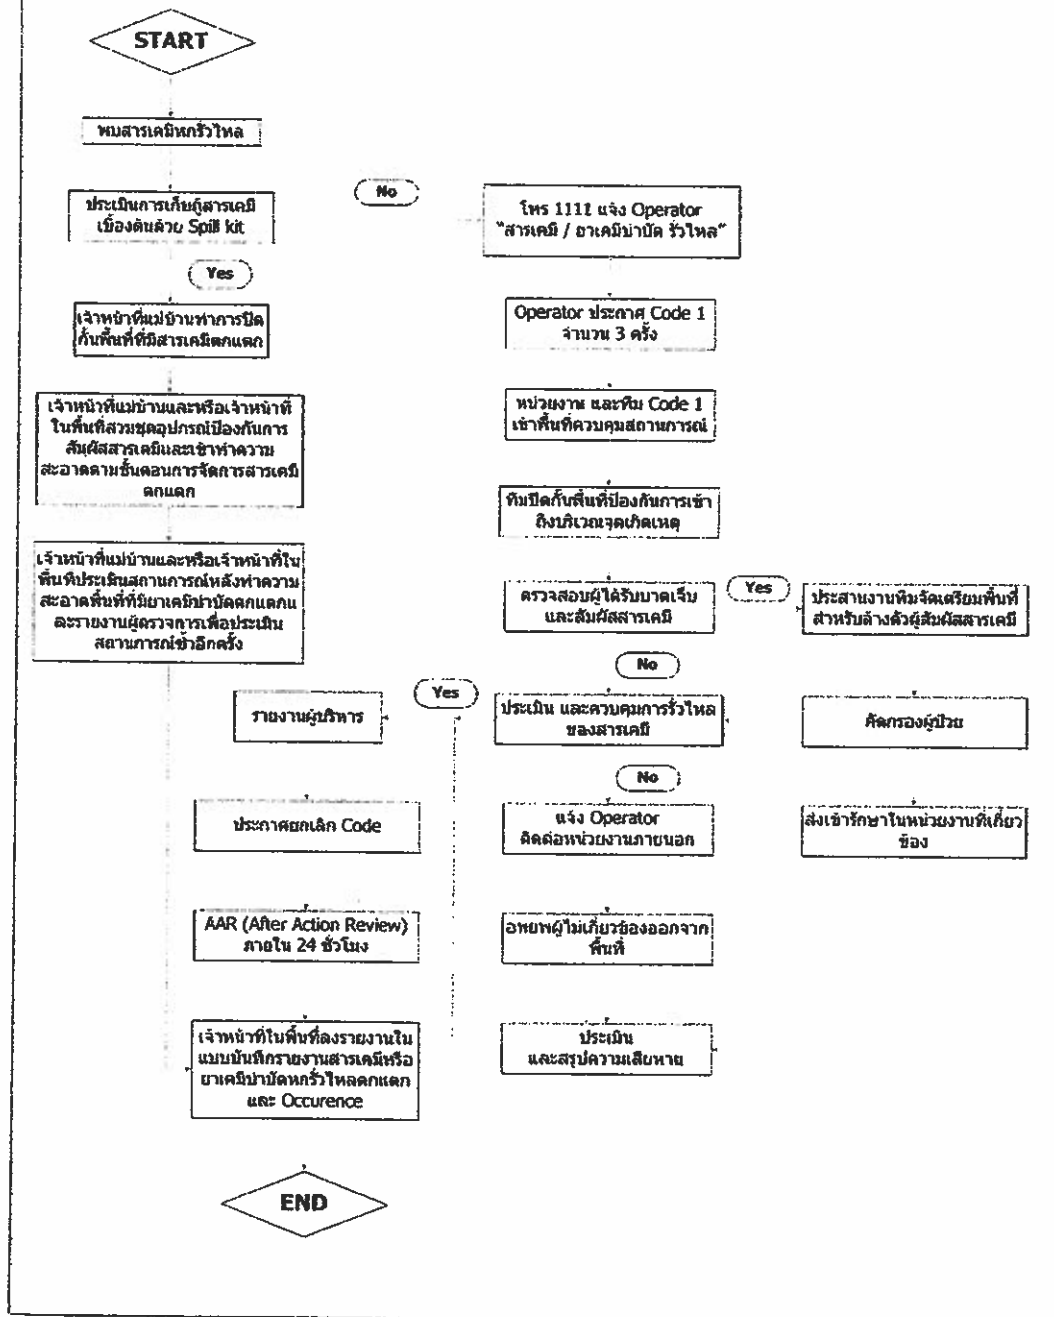 START
พบสารเคมีหกรั่วไหล
ประเมินการเก็บกู้สารเคมี
เบื้องต้นด้วย Spill kit
Yes
เจ้าหน้าที่แม่บ้านทำการปิด
กั้นพื้นที่ที่มีสารเคมีตกแตก
เจ้าหน้าที่แม่บ้านและหรือเจ้าหน้าที่
ในพื้นที่สวมชุดอุปกรณ์ป้องกันการ
สัมผัสสารเคมีและเข้าทำความ
สะอาดตามขั้นตอนการจัดการสารเคมี
ตกแตก
เจ้าหน้าที่แม่บ้านและหรือเจ้าหน้าที่ใน
พื้นที่ประเมินสถานการณ์หลังทำความ
สะอาดพื้นที่ที่มียาเคมีบำบัดตกแตกแ
ละรายงานผู้ตรวจการเพื่อประเมิน
สถานการณ์ซ้ำอีกครั้ง
No
โทร 1111 แจ้ง Operator
"สารเคมี / ยาเคมีบำบัด รั่วไหล"
Operator ประกาศ Code 1
จำนวน 3 ครั้ง
หน่วยงาน และทีม Code 1
เข้าพื้นที่ควบคุมสถานการณ์
ทีมปิดกั้นพื้นที่ป้องกันการเข้า
ถึงบริเวณจุดเกิดเหตุ
ตรวจสอบผู้ได้รับบาดเจ็บ
และสัมผัสสารเคมี
Yes
ประสานงานทีมจัดเตรียมพื้นที่
สำหรับล้างตัวผู้สัมผัสสารเคมี
คัดกรองผู้ป่วย
ส่งเข้ารักษาในหน่วยงานที่เกี่ยว
ข้อง
No
ประเมิน และควบคุมการรั่วไหล
ของสารเคมี
Yes
รายงานผู้บริหาร
ประกาศยกเลิก Code
AAR (After Action Review)
ภายใน 24 ชั่วโมง
No
แจ้ง Operator
ติดต่อหน่วยงานภายนอก
อพยพผู้ไม่เกี่ยวข้องออกจาก
พื้นที่
ประเมิน
และสรุปความเสียหาย
เจ้าหน้าที่ในพื้นที่ลงรายงานใน
แบบบันทึกรายงานสารเคมีหรือ
ยาเคมีบำบัดหกรั่วไหลตกแตก
และ Occurence
END